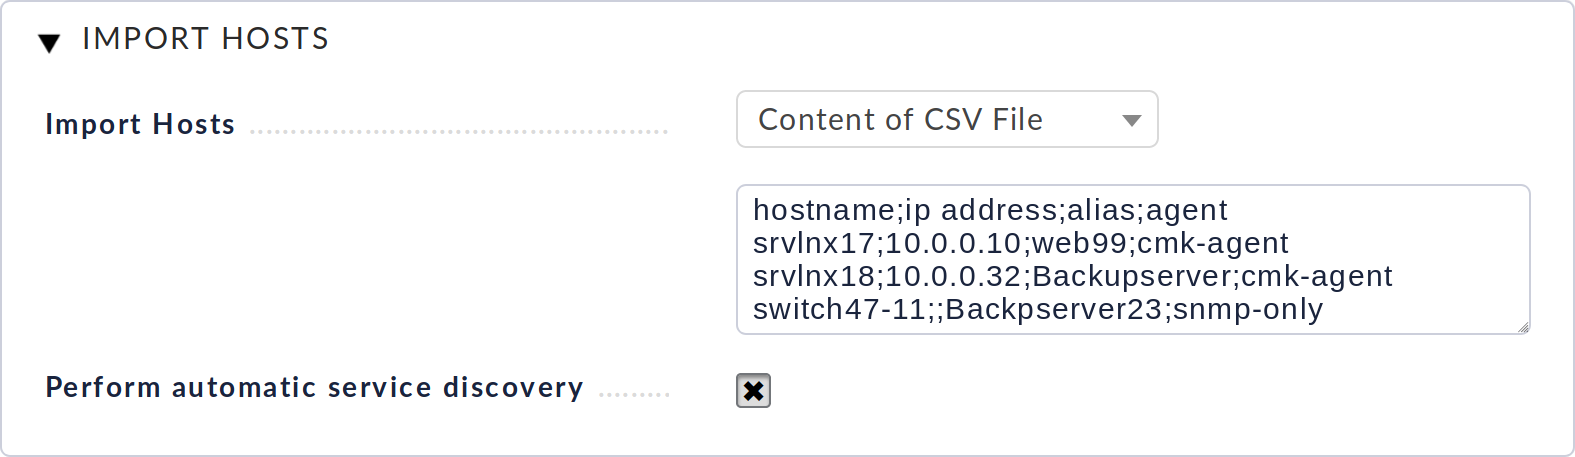 IMPORT HOSTS
Import Hosts
Content of CSV File
hostname;ip address;alias;agent
srvlnx17;10.0.0.10;web99;cmk-agent
srvlnx18;10.0.0.32;Backupserver;cmk-agent
switch47-11;;Backpserver23;snmp-only
Perform automatic service discovery